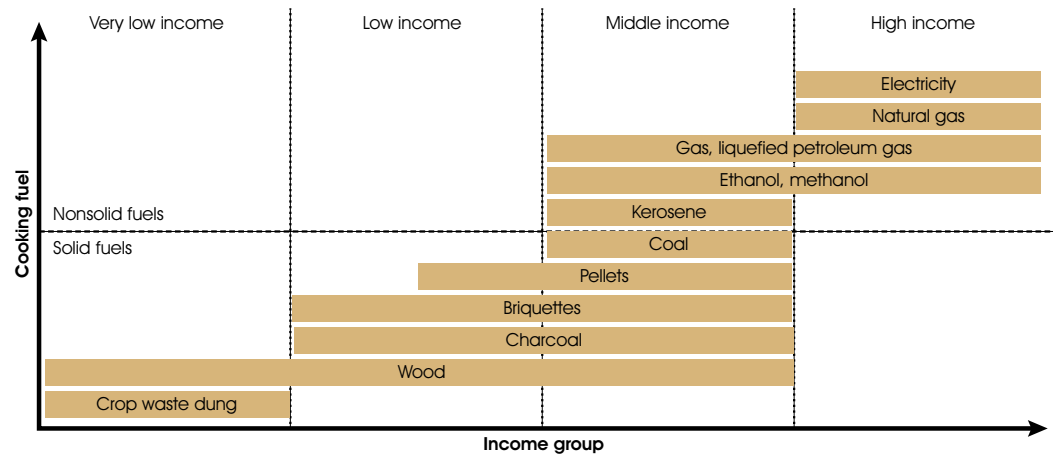 Very low income
Low income
Middle income
High income
Electricity
Natural gas
Gas, liquefied petroleum gas
Ethanol, methanol
Kerosene
Nonsolid fuels
Solid fuels
Coal
Pellets
Briquettes
Charcoal
Wood
Crop waste dung
Cooking fuel
Income group